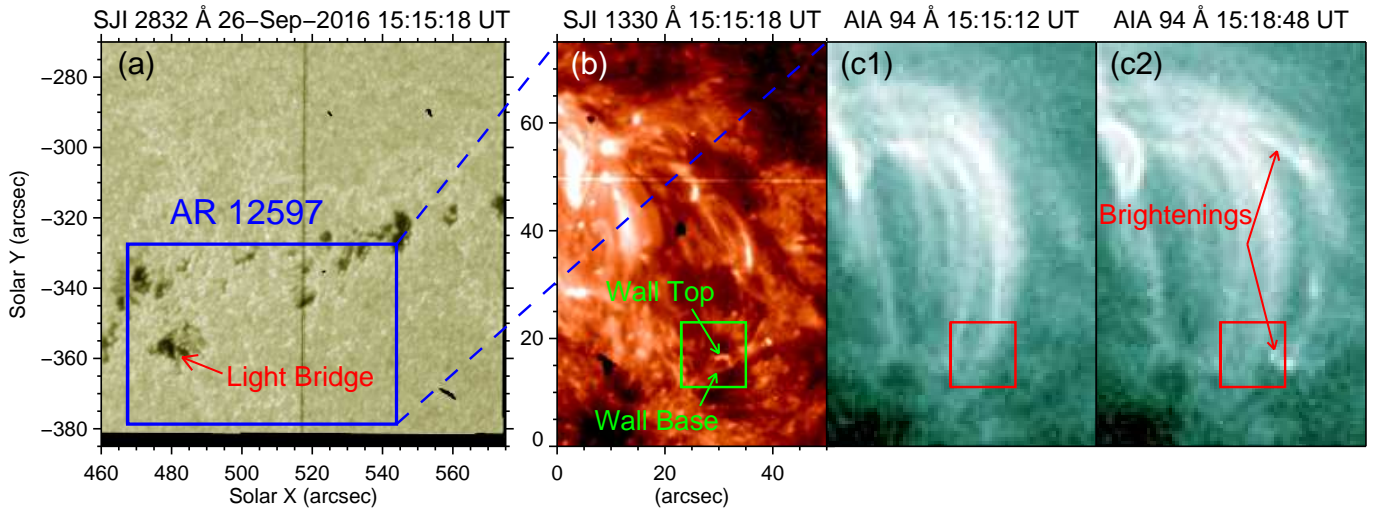 SJI 2832 Å 26−Sep−2016 15:15:18 UT
SJI 1330 Å 15:15:18 UT
AIA 94 Å 15:15:12 UT
AIA 94 Å 15:18:48 UT
(a)
(b)
(c1)
(c2)
−280
−300
−320
−340
−360
−380
Solar Y (arcsec)
AR 12597
Light Bridge
460
480
500
520
540
560
Solar X (arcsec)
60
40
20
0
Wall Top
Wall Base
0
20
40
(arcsec)
Brightenings